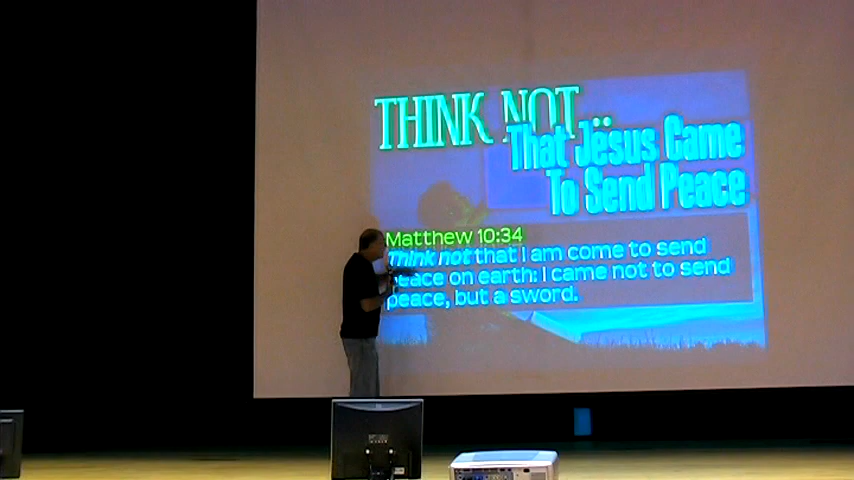 THINK NOT...
That Jesus Came
To Send Peace
Matthew 10:34
Think not that I am come to send
peace on earth: I came not to send
peace, but a sword.